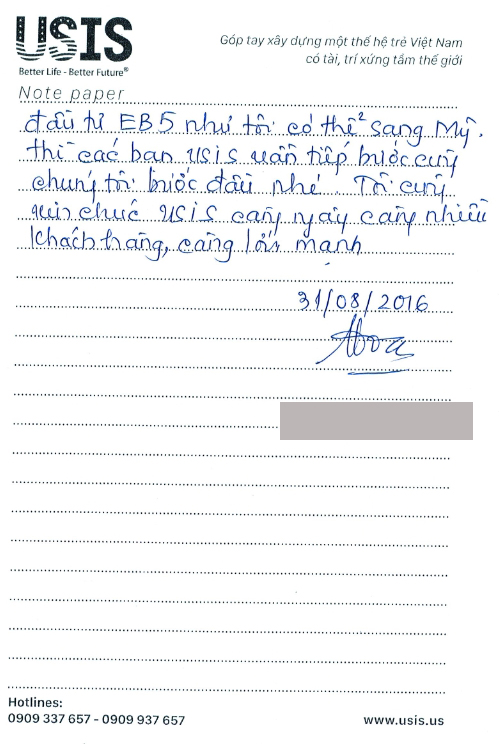 USIS
Better Life - Better Future®
Góp tay xây dựng một thế hệ trẻ Việt Nam
có tài, trí xứng tầm thế giới
Note paper
đầu tư EB5 như tôi có thể sang Mỹ.
thì các bạn USIS vẫn tiếp bước cùng
chúng tôi bước đầu nhé. Tôi cũng
xin chúc USIS càng ngày càng nhiều
khách hàng, càng lớn mạnh
31/08/2016
Hoa
Hotlines:
0909 337 657 - 0909 937 657
www.usis.us